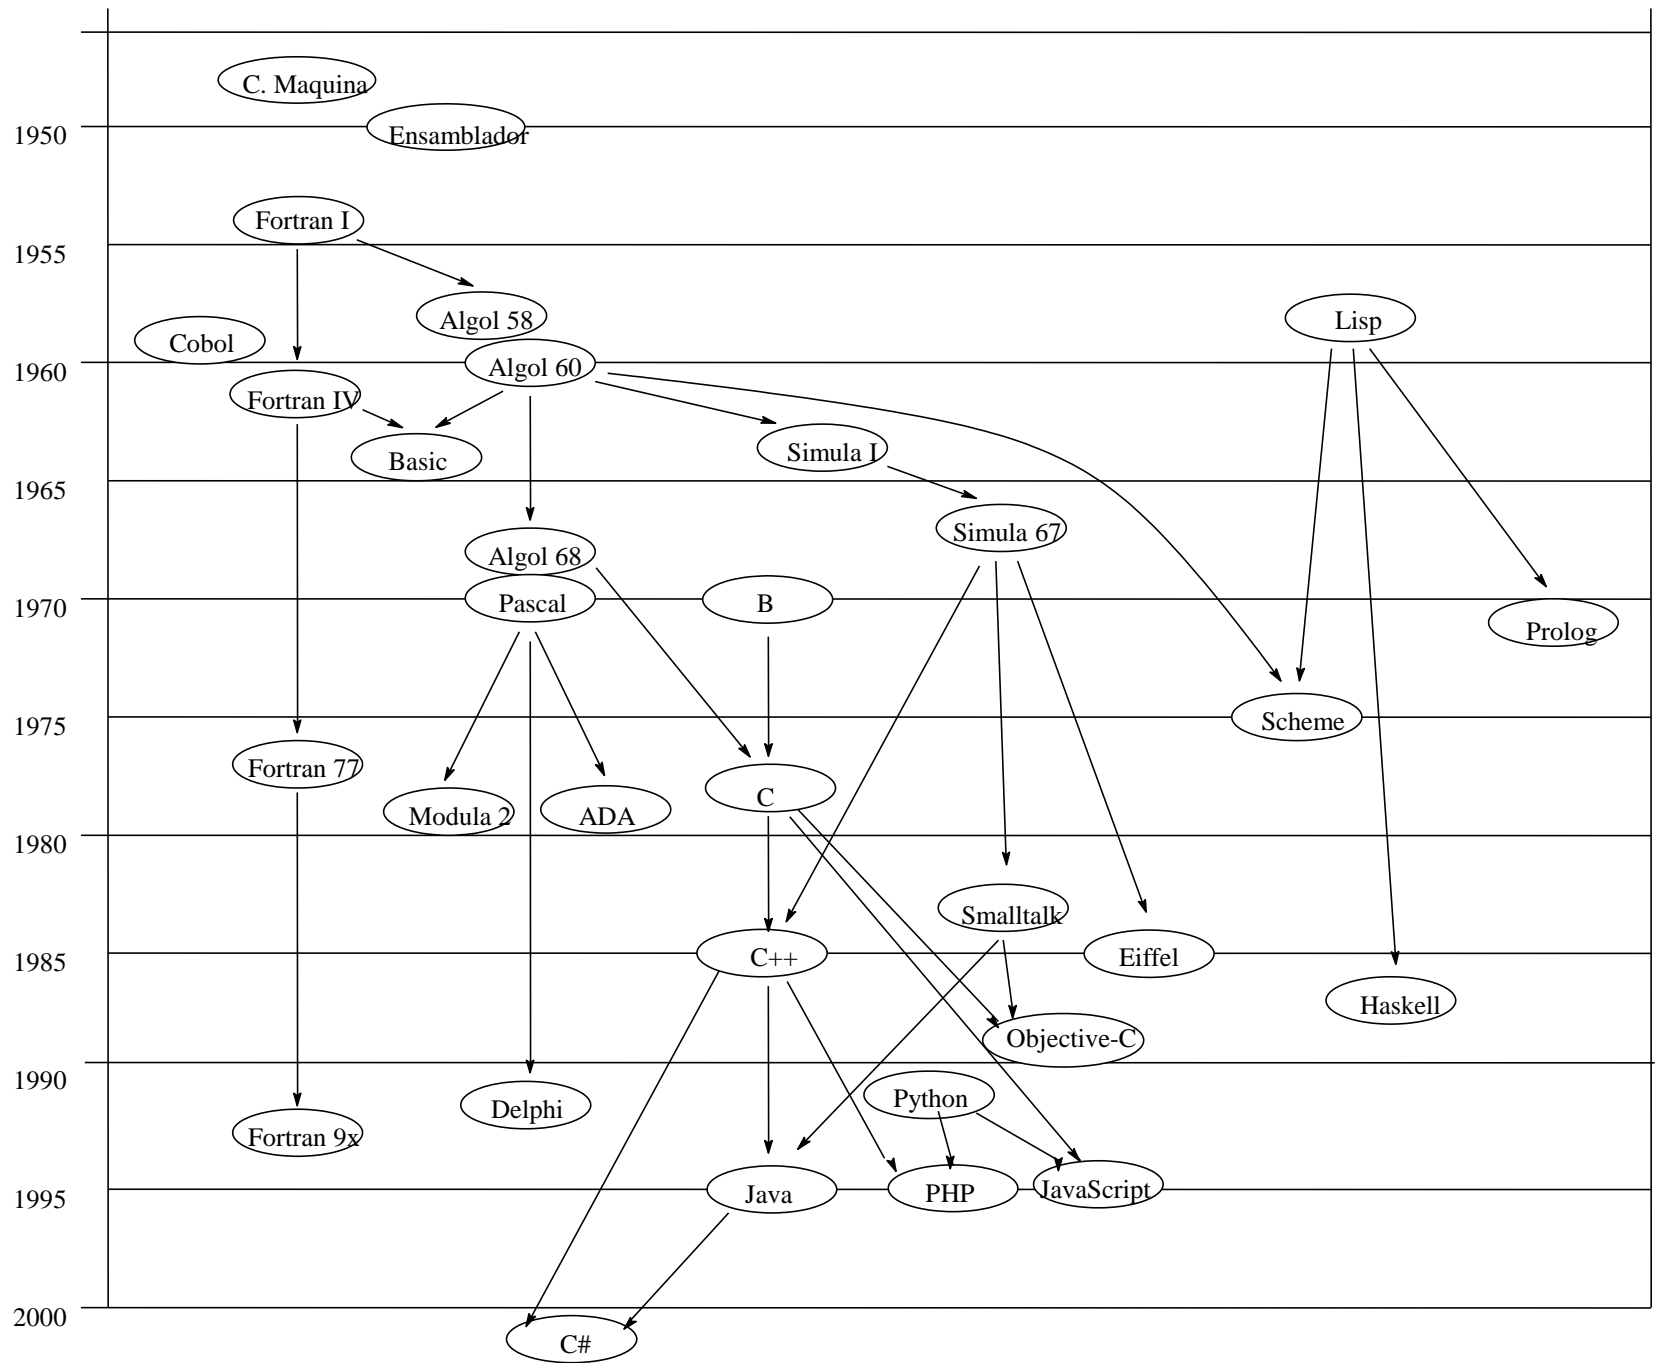 C. Maquina
1950
Ensamblador
Fortran I
1955
Algol 58
Lisp
Cobol
1960
Algol 60
Fortran IV
Basic
Simula I
1965
Simula 67
Algol 68
1970
Pascal
B
Prolog
1975
Scheme
Fortran 77
C
Modula 2
ADA
1980
Smalltalk
1985
C++
Eiffel
Haskell
Objective-C
1990
Python
Delphi
Fortran 9x
1995
Java
PHP
JavaScript
2000
C#